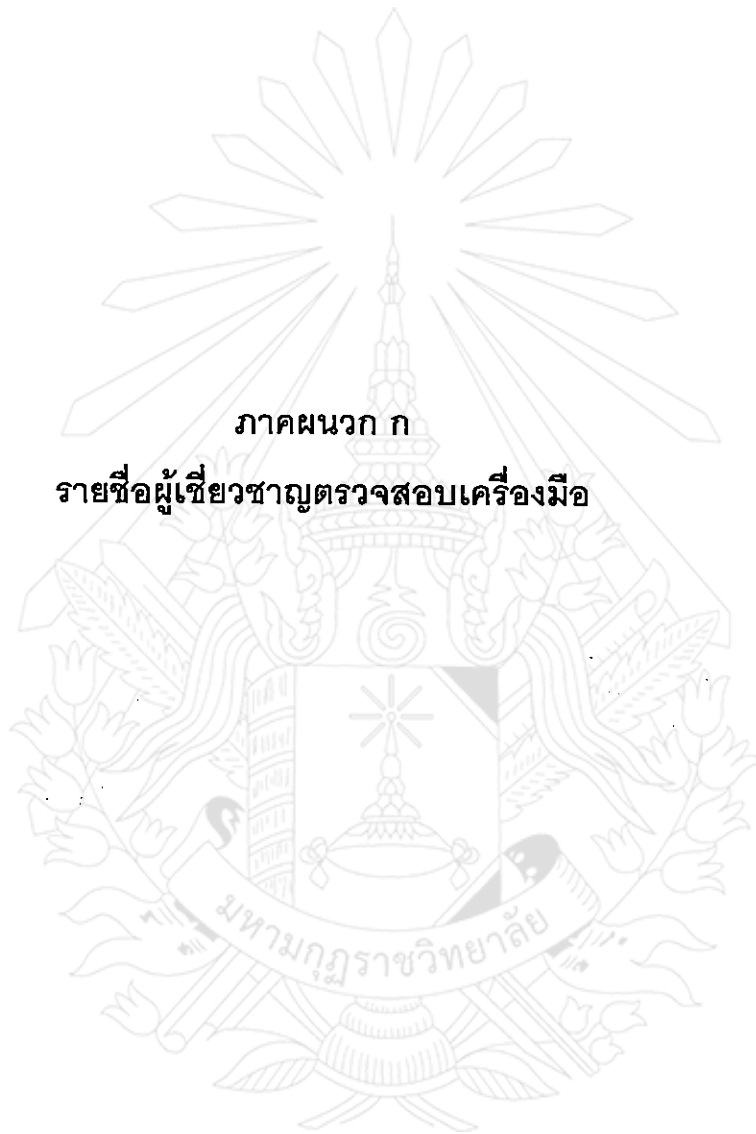 ภาคผนวก ก
รายชื่อผู้เชี่ยวชาญตรวจสอบเครื่องมือ
มหามกุฏราชวิทยาลัย